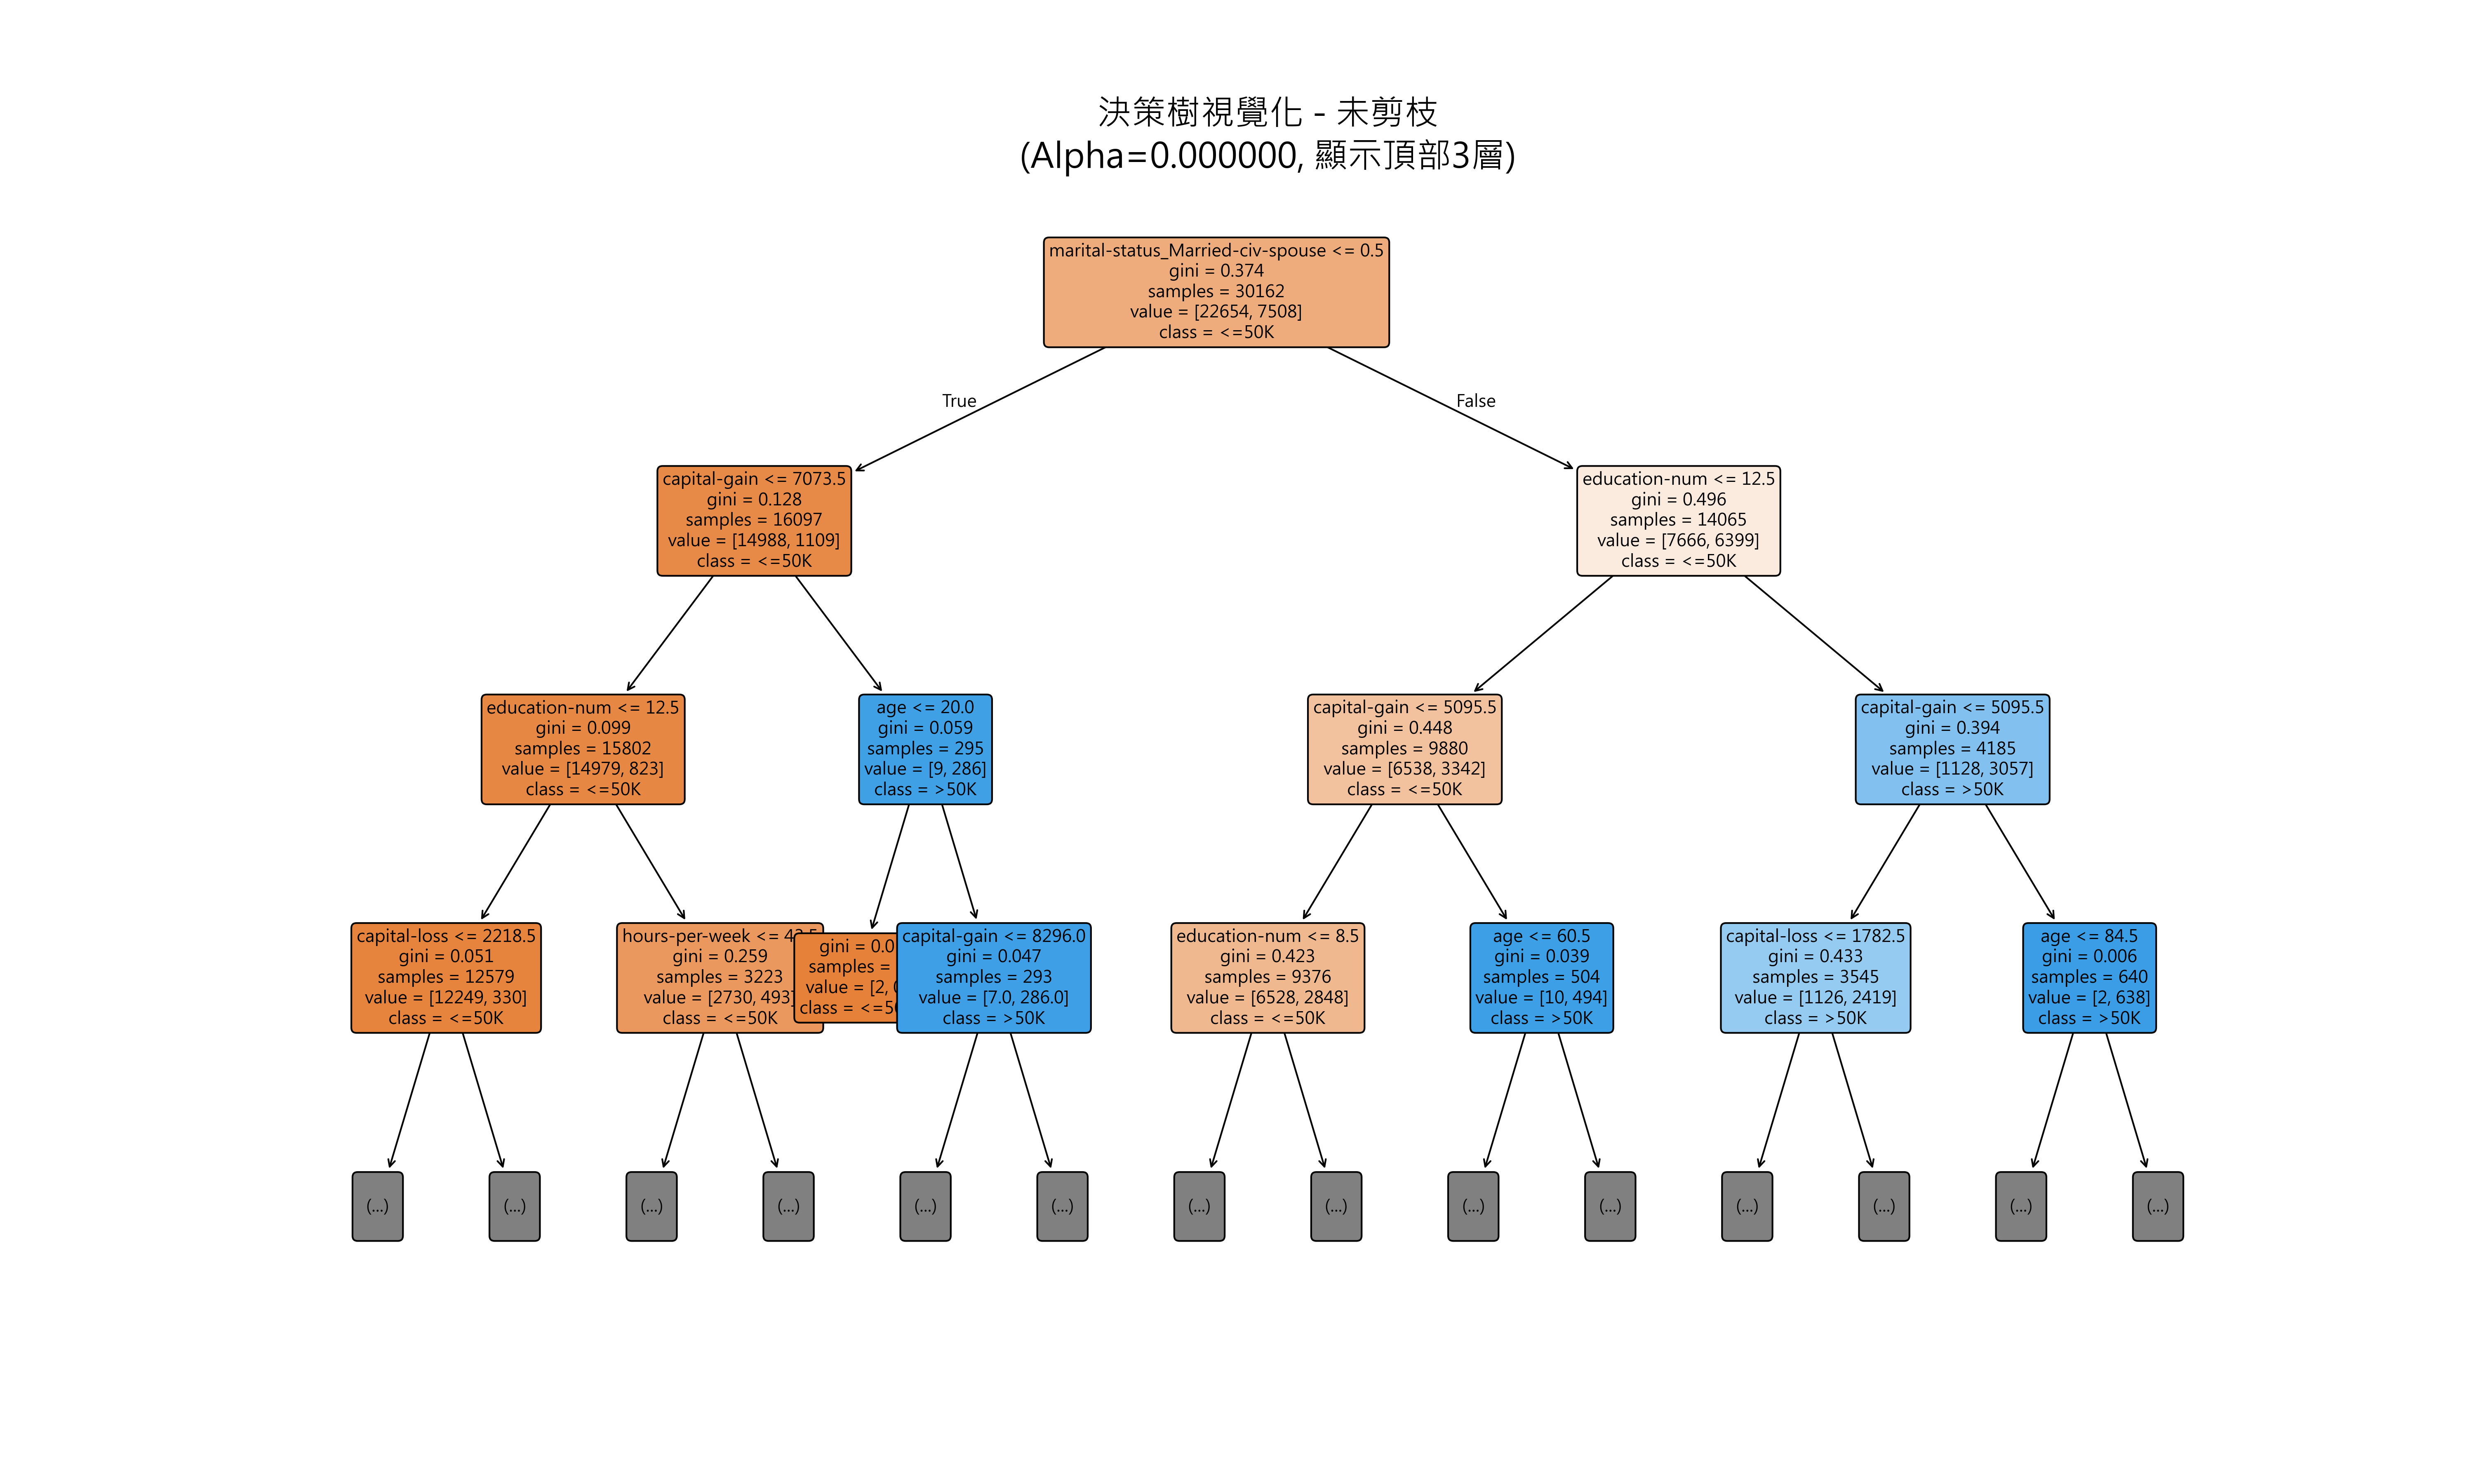 決策樹視覺化 - 未剪枝
(Alpha=0.000000, 顯示頂部3層)
marital-status_Married-civ-spouse <= 0.5
gini = 0.374
samples = 30162
value = [22654, 7508]
class = <=50K
True
False
capital-gain <= 7073.5
gini = 0.128
samples = 16097
value = [14988, 1109]
class = <=50K
education-num <= 12.5
gini = 0.496
samples = 14065
value = [7666, 6399]
class = <=50K
education-num <= 12.5
gini = 0.099
samples = 15802
value = [14979, 823]
class = <=50K
age <= 20.0
gini = 0.059
samples = 295
value = [9, 286]
class = >50K
capital-gain <= 5095.5
gini = 0.448
samples = 9880
value = [6538, 3342]
class = <=50K
capital-gain <= 5095.5
gini = 0.394
samples = 4185
value = [1128, 3057]
class = >50K
capital-loss <= 2218.5
gini = 0.051
samples = 12579
value = [12249, 330]
class = <=50K
hours-per-week <=
gini = 0.259
samples = 3223
value = [2730, 493]
class = <=50K
gini = 0.0
samples =
value = [2,
class =
capital-gain <= 8296.0
gini = 0.047
samples = 293
value = [7.0, 286.0]
class = >50K
education-num <= 8.5
gini = 0.423
samples = 9376
value = [6528, 2848]
class = <=50K
age <= 60.5
gini = 0.039
samples = 504
value = [10, 494]
class = >50K
capital-loss <= 1782.5
gini = 0.433
samples = 3545
value = [1126, 2419]
class = >50K
age <= 84.5
gini = 0.006
samples = 640
value = [2, 638]
class = >50K
(...)
(...)
(...)
(...)
(...)
(...)
(...)
(...)
(...)
(...)
(...)
(...)
(...)
(...)